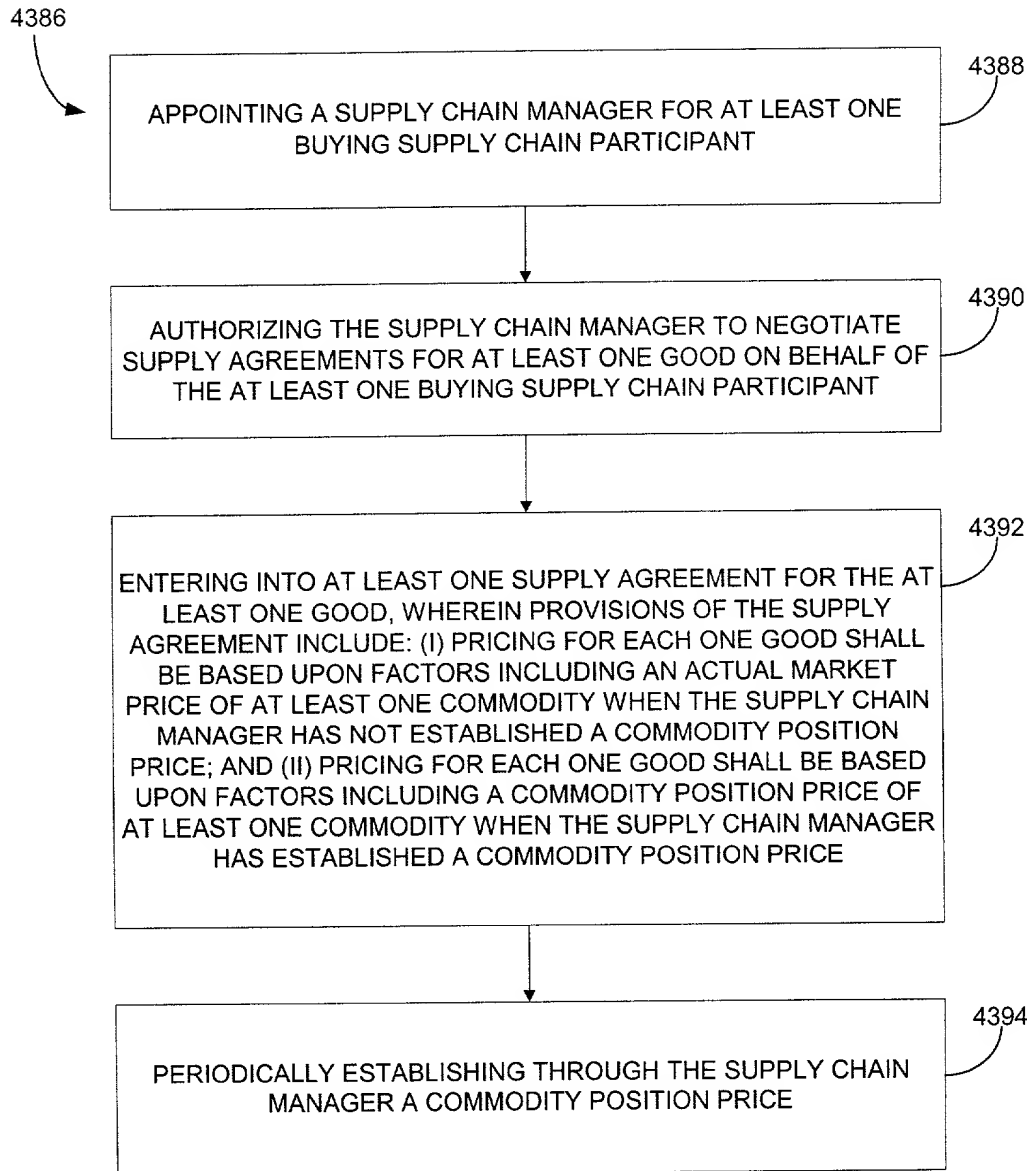 4386
4388
APPOINTING A SUPPLY CHAIN MANAGER FOR AT LEAST ONE
BUYING SUPPLY CHAIN PARTICIPANT
4390
AUTHORIZING THE SUPPLY CHAIN MANAGER TO NEGOTIATE
SUPPLY AGREEMENTS FOR AT LEAST ONE GOOD ON BEHALF OF
THE AT LEAST ONE BUYING SUPPLY CHAIN PARTICIPANT
4392
ENTERING INTO AT LEAST ONE SUPPLY AGREEMENT FOR THE AT
LEAST ONE GOOD, WHEREIN PROVISIONS OF THE SUPPLY
AGREEMENT INCLUDE: (I) PRICING FOR EACH ONE GOOD SHALL
BE BASED UPON FACTORS INCLUDING AN ACTUAL MARKET
PRICE OF AT LEAST ONE COMMODITY WHEN THE SUPPLY CHAIN
MANAGER HAS NOT ESTABLISHED A COMMODITY POSITION
PRICE; AND (II) PRICING FOR EACH ONE GOOD SHALL BE BASED
UPON FACTORS INCLUDING A COMMODITY POSITION PRICE OF
AT LEAST ONE COMMODITY WHEN THE SUPPLY CHAIN MANAGER
HAS ESTABLISHED A COMMODITY POSITION PRICE
4394
PERIODICALLY ESTABLISHING THROUGH THE SUPPLY CHAIN
MANAGER A COMMODITY POSITION PRICE